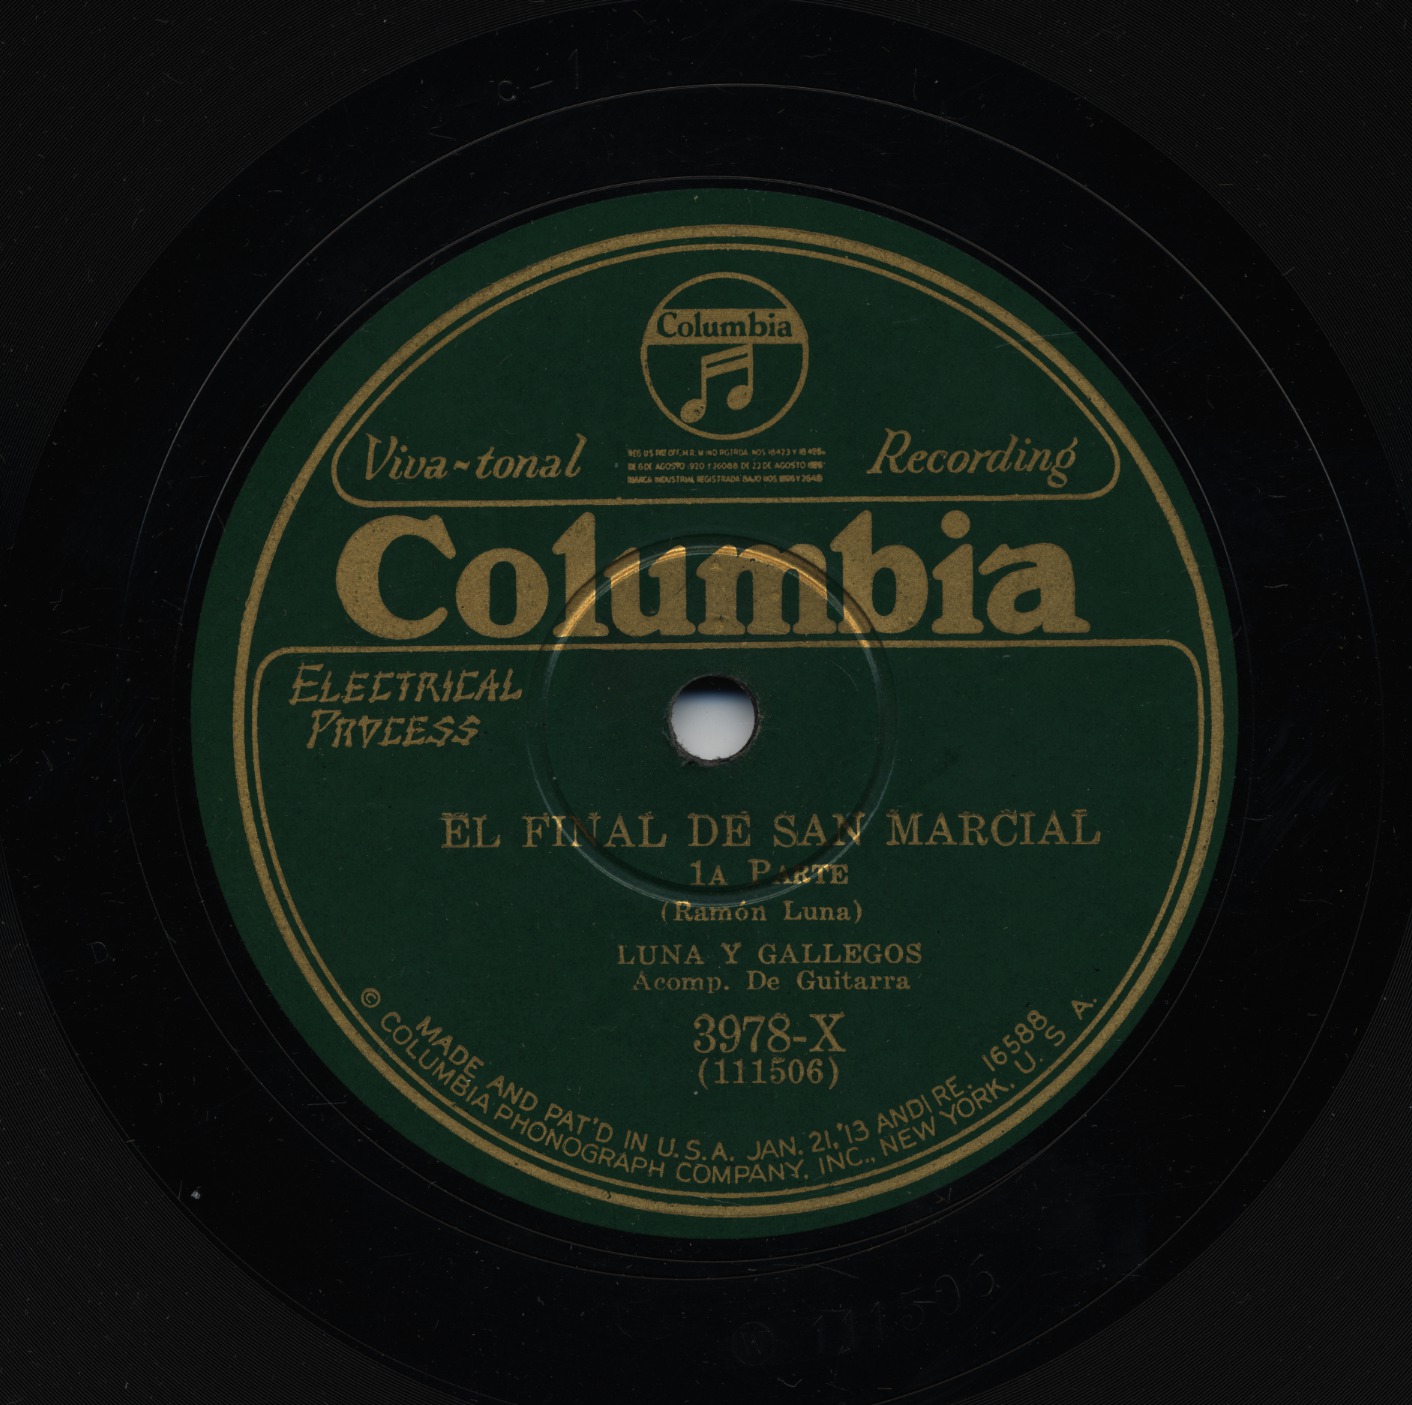 Columbia
Viva-tonal Recording
Columbia
ELECTRICAL
PROCESS
EL FINAL DE SAN MARCIAL
1A PARTE
(Ramón Luna)
LUNA Y GALLEGOS
Acomp. De Guitarra
3978-X
(111506)
MADE AND PAT'D IN U.S.A. JAN. 21, '13 AND RE. 16588
© COLUMBIA PHONOGRAPH COMPANY, INC., NEW YORK. U. S A.